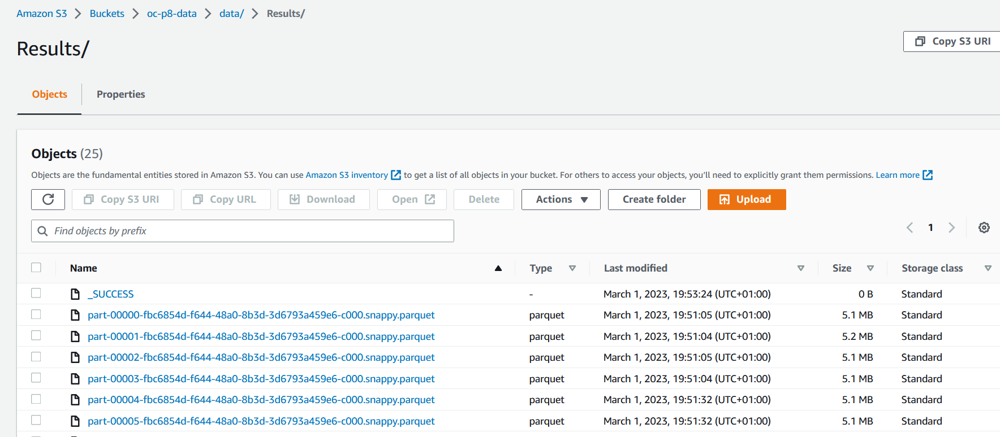 Amazon S3 > Buckets > oc-p8-data > data/ > Results/
Results/
Copy S3 URI
Objects Properties
Objects (25)
Objects are the fundamental entities stored in Amazon S3. You can use Amazon S3 inventory to get a list of all objects in your bucket. For others to access your objects, you’ll need to explicitly grant them permissions. Learn more
Copy S3 URI Copy URL Download Open Delete Actions Create folder Upload
Find objects by prefix 1
Name Type Last modified Size Storage class
_SUCCESS - March 1, 2023, 19:53:24 (UTC+01:00) 0 B Standard
part-00000-fbc6854d-f644-48a0-8b3d-3d6793a459e6-c000.snappy.parquet parquet March 1, 2023, 19:51:05 (UTC+01:00) 5.1 MB Standard
part-00001-fbc6854d-f644-48a0-8b3d-3d6793a459e6-c000.snappy.parquet parquet March 1, 2023, 19:51:04 (UTC+01:00) 5.2 MB Standard
part-00002-fbc6854d-f644-48a0-8b3d-3d6793a459e6-c000.snappy.parquet parquet March 1, 2023, 19:51:05 (UTC+01:00) 5.1 MB Standard
part-00003-fbc6854d-f644-48a0-8b3d-3d6793a459e6-c000.snappy.parquet parquet March 1, 2023, 19:51:04 (UTC+01:00) 5.1 MB Standard
part-00004-fbc6854d-f644-48a0-8b3d-3d6793a459e6-c000.snappy.parquet parquet March 1, 2023, 19:51:32 (UTC+01:00) 5.1 MB Standard
part-00005-fbc6854d-f644-48a0-8b3d-3d6793a459e6-c000.snappy.parquet parquet March 1, 2023, 19:51:32 (UTC+01:00) 5.1 MB Standard